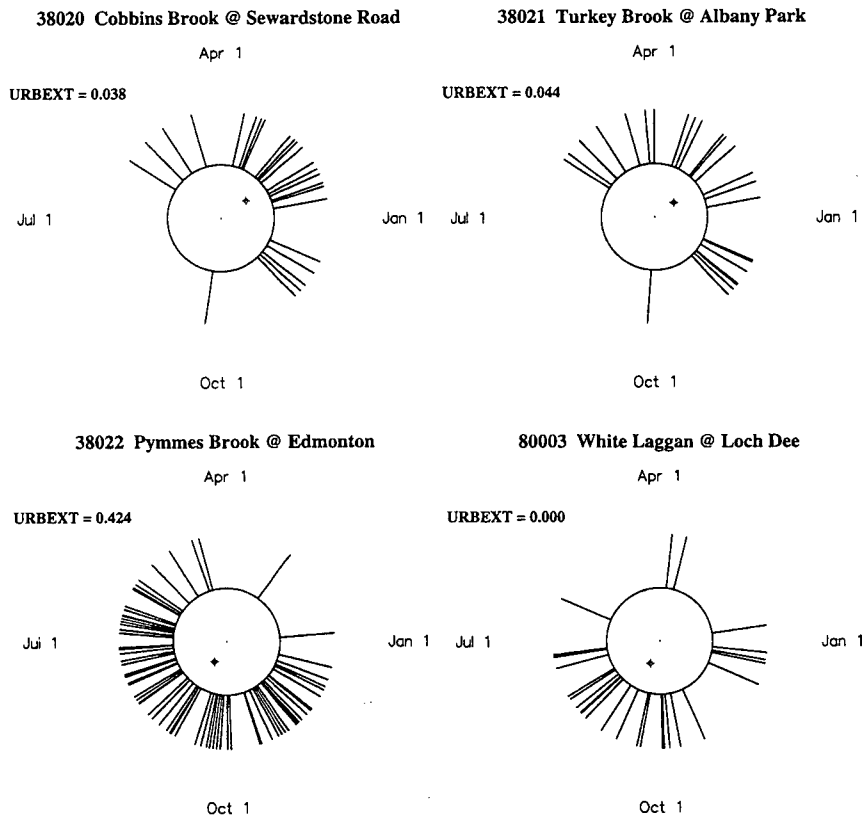 38020 Cobbins Brook @ Sewardstone Road
Apr 1
URBEXT = 0.038
Jul 1
Jan 1
Oct 1
38021 Turkey Brook @ Albany Park
Apr 1
URBEXT = 0.044
Jul 1
Jan 1
Oct 1
38022 Pymmes Brook @ Edmonton
Apr 1
URBEXT = 0.424
Jul 1
Jan 1
Oct 1
80003 White Laggan @ Loch Dee
Apr 1
URBEXT = 0.000
Jul 1
Jan 1
Oct 1